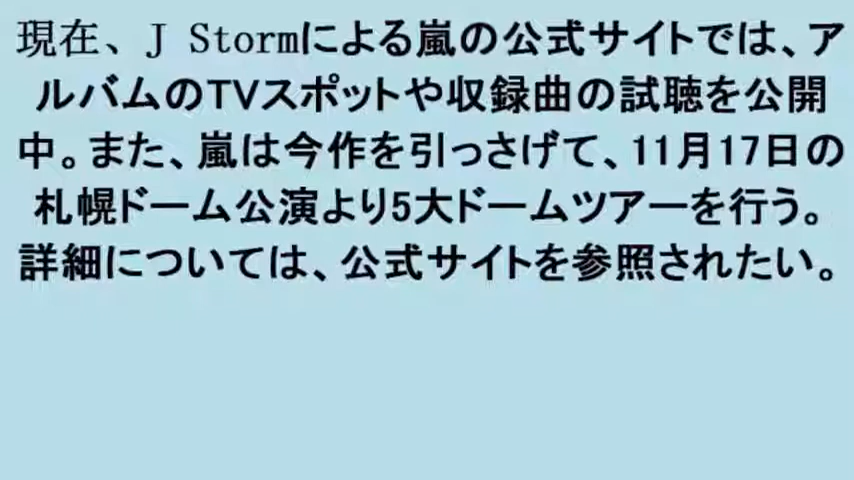 現在、J Stormによる嵐の公式サイトでは、ア
ルバムのTVスポットや収録曲の試聴を公開
中。また、嵐は今作を引っさげて、11月17日の
札幌ドーム公演より5大ドームツアーを行う。
詳細については、公式サイトを参照されたい。